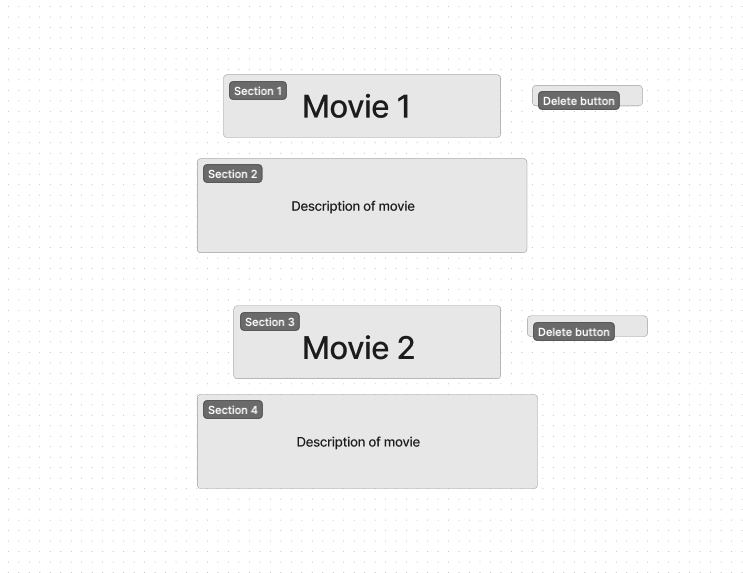 Section 1
Movie 1
Delete button
Section 2
Description of movie
Section 3
Movie 2
Delete button
Section 4
Description of movie